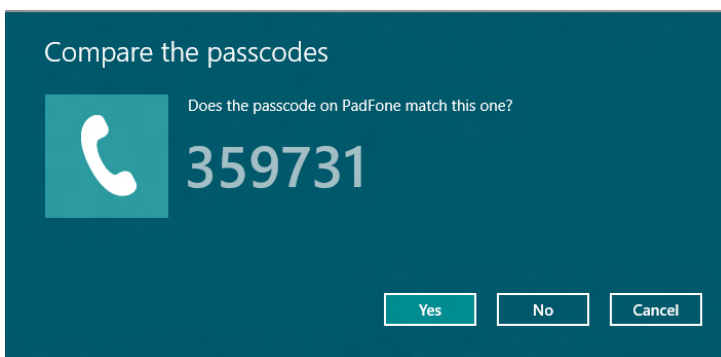 Compare the passcodes
Does the passcode on PadFone match this one?
359731
Yes No Cancel